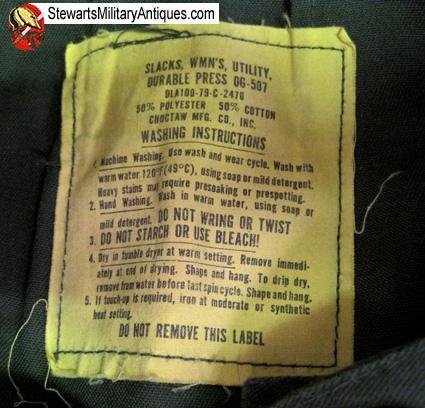 StewartsMilitaryAntiques.com
SLACKS, WMN'S, UTILITY,
DURABLE PRESS OG-507
DLA100-79-C-2476
50% POLYESTER 50% COTTON
CHOCTAW MFG. CO., INC.
WASHING INSTRUCTIONS
1. Machine Washing. Use wash and wear cycle. Wash with
warm water 120°F(49°C), using soap or mild detergent.
Heavy stains may require presoaking or prespotting.
2. Hand Washing. Wash in warm water, using soap or
mild detergent. DO NOT WRING OR TWIST
3. DO NOT STARCH OR USE BLEACH!
4. Dry in tumble dryer at warm setting. Remove immedi-
ately at end of drying. Shape and hang. To drip dry,
remove from water before last spin cycle. Shape and hang.
5. If touch-up is required, iron at moderate or synthetic
heat setting.
DO NOT REMOVE THIS LABEL